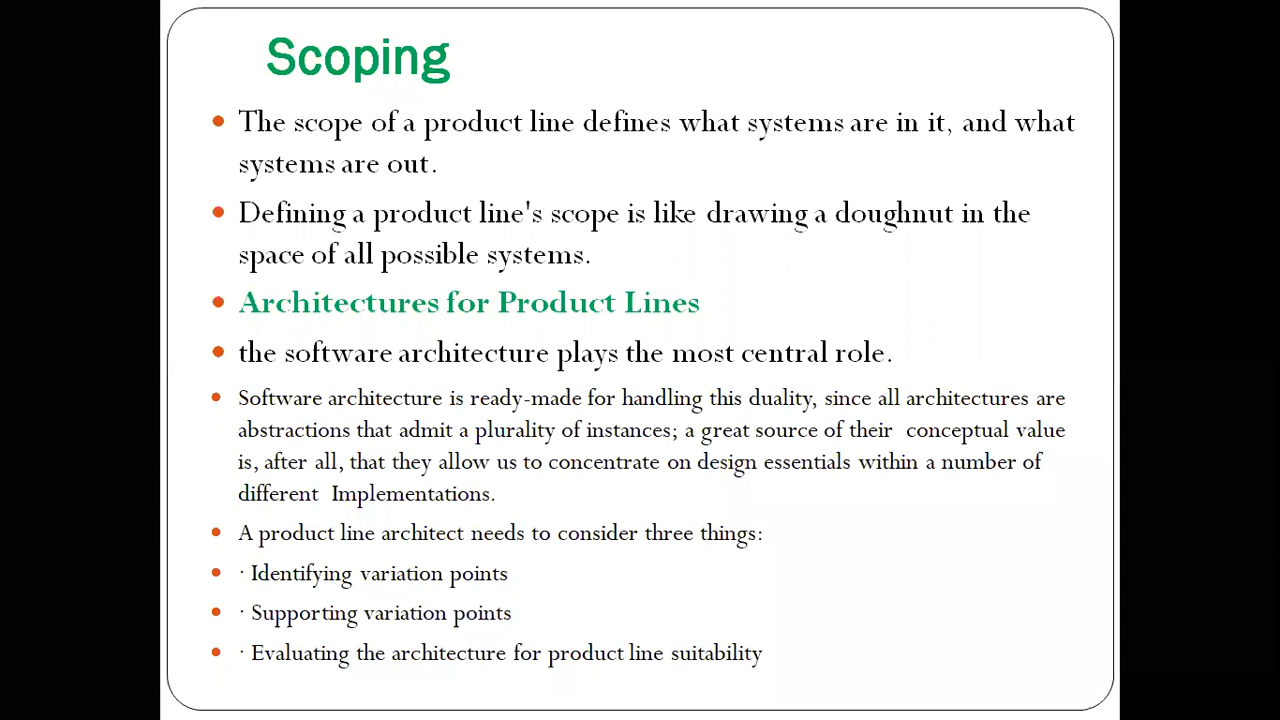 Scoping
The scope of a product line defines what systems are in it, and what
systems are out.
Defining a product line's scope is like drawing a doughnut in the
space of all possible systems.
Architectures for Product Lines
the software architecture plays the most central role.
Software architecture is ready-made for handling this duality, since all architectures are
abstractions that admit a plurality of instances; a great source of their  conceptual value
is, after all, that they allow us to concentrate on design essentials within a number of
different  Implementations.
A product line architect needs to consider three things:
· Identifying variation points
· Supporting variation points
· Evaluating the architecture for product line suitability